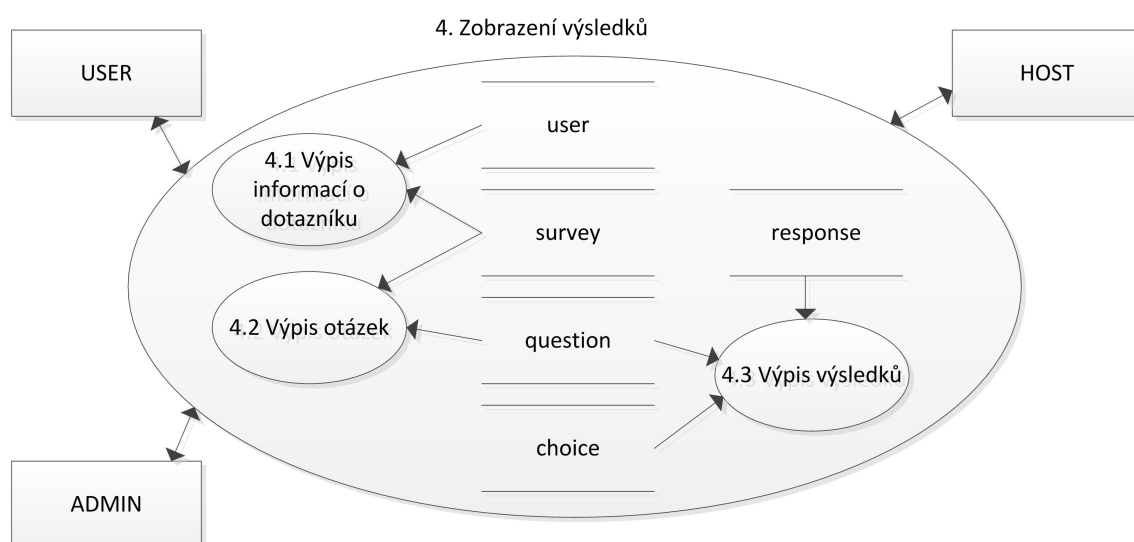 4. Zobrazení výsledků
USER
HOST
user
4.1 Výpis
informací o
dotazníku
survey
response
4.2 Výpis otázek
question
4.3 Výpis výsledků
choice
ADMIN